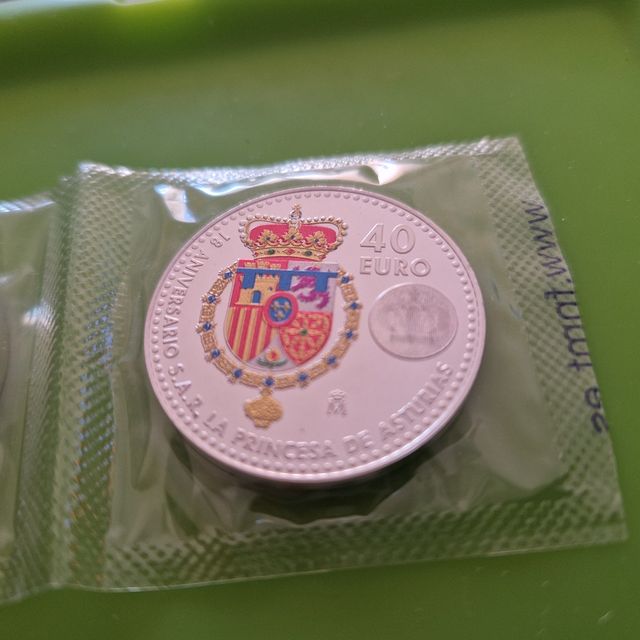 40
EURO
18 ANIVERSARIO S.A.R. LA PRINCESA DE ASTURIAS
M
www.fnmt.es